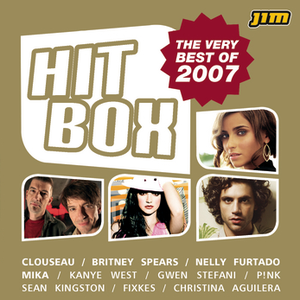 JIM
HIT
BOX
THE VERY
BEST OF
2007
CLOUSEAU / BRITNEY SPEARS / NELLY FURTADO
MIKA / KANYE WEST / GWEN STEFANI / P!NK
SEAN KINGSTON / FIXKES / CHRISTINA AGUILERA